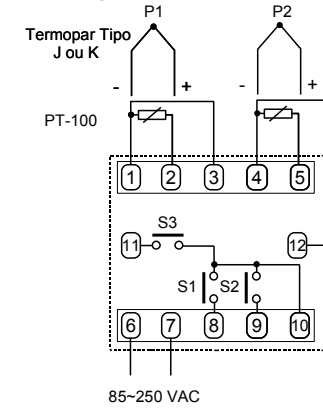 P1 P2
Termopar Tipo
J ou K
- + - +
PT-100
1 2 3 4 5
S3
11 12
S1 S2
6 7 8 9 10
85~250 VAC